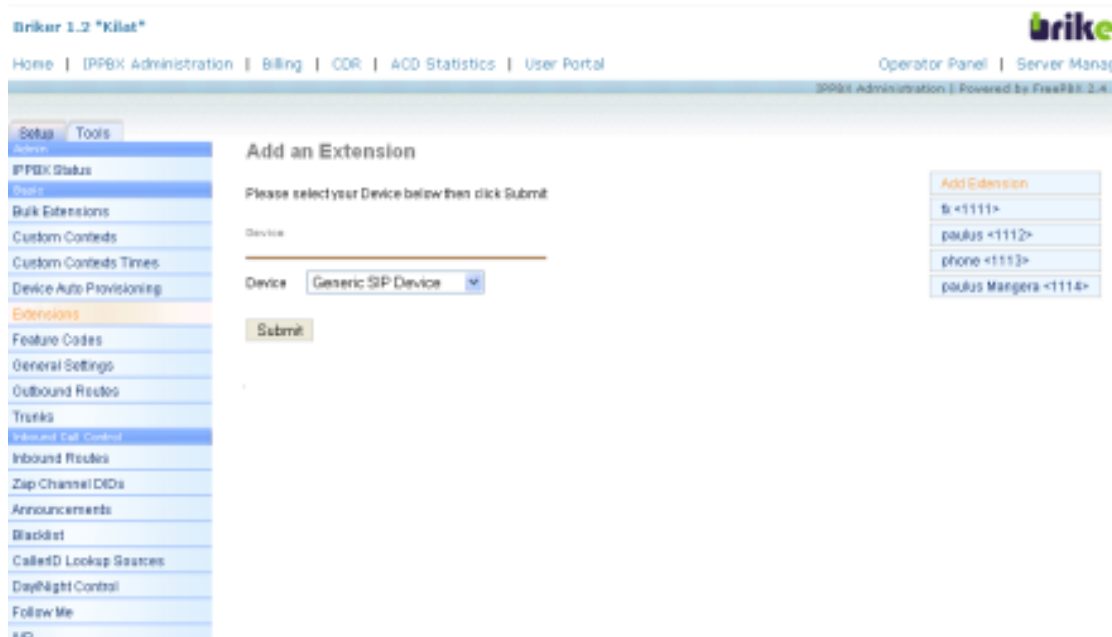 Briker 1.2 "Kilat"
brike
Home | IPPBX Administration | Billing | CDR | ACD Statistics | User Portal
Operator Panel | Server Manag
IPPBX Administration | Powered by FreePBX 2.4
Setup Tools
Admin
IPPBX Status
Basic
Bulk Extensions
Custom Contexts
Custom Contexts Times
Device Auto Provisioning
Extensions
Feature Codes
General Settings
Outbound Routes
Trunks
Inbound Call Control
Inbound Routes
Zap Channel DIDs
Announcements
Blacklist
CallerID Lookup Sources
Day/Night Control
Follow Me
IVR
Add an Extension
Please select your Device below then click Submit
Device
Device Generic SIP Device
Submit
Add Extension
<1111>
paulus <1112>
phone <1113>
paulus Mangera <1114>